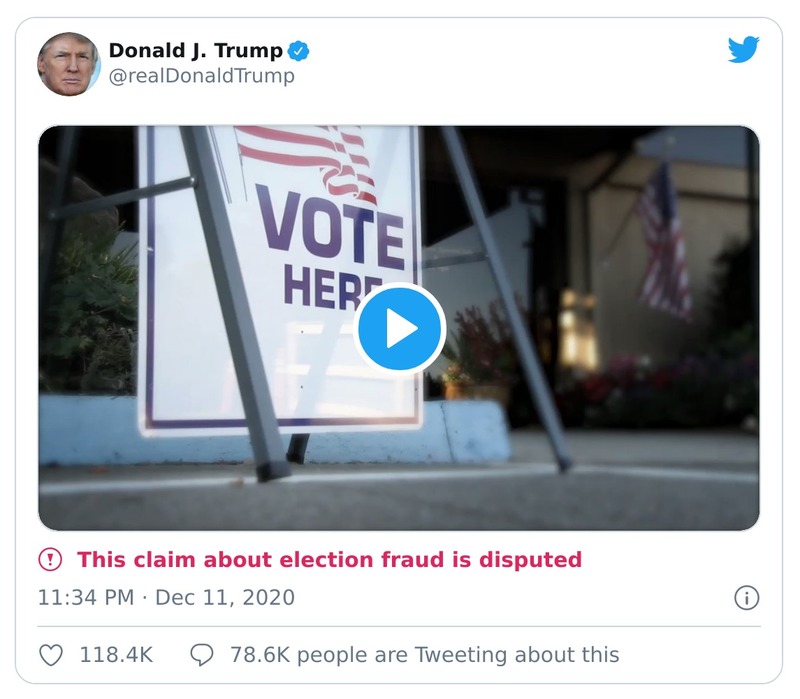 Donald J. Trump
@realDonaldTrump
VOTE
HERE
This claim about election fraud is disputed
11:34 PM · Dec 11, 2020
118.4K 78.6K people are Tweeting about this